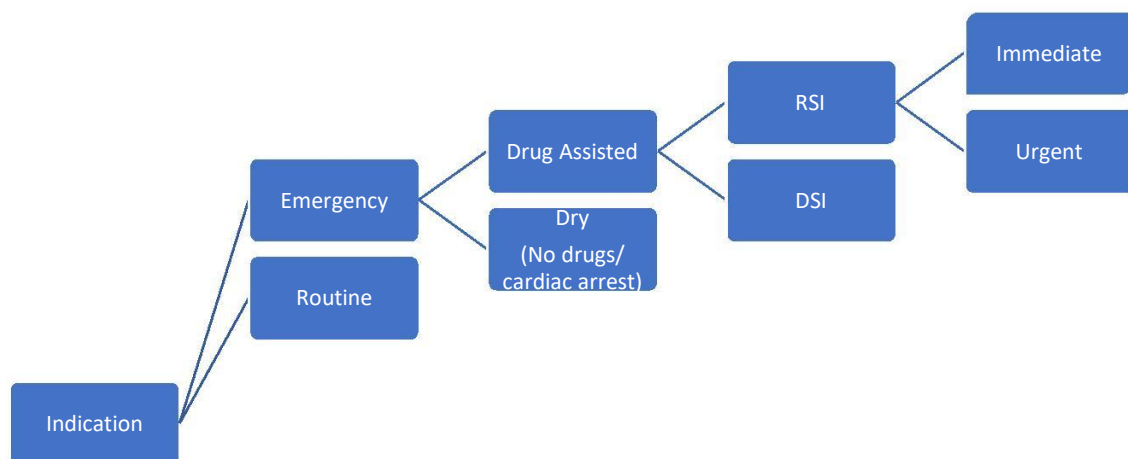 Immediate
RSI
Drug Assisted
Urgent
Emergency
DSI
Dry
(No drugs/
cardiac arrest)
Routine
Indication